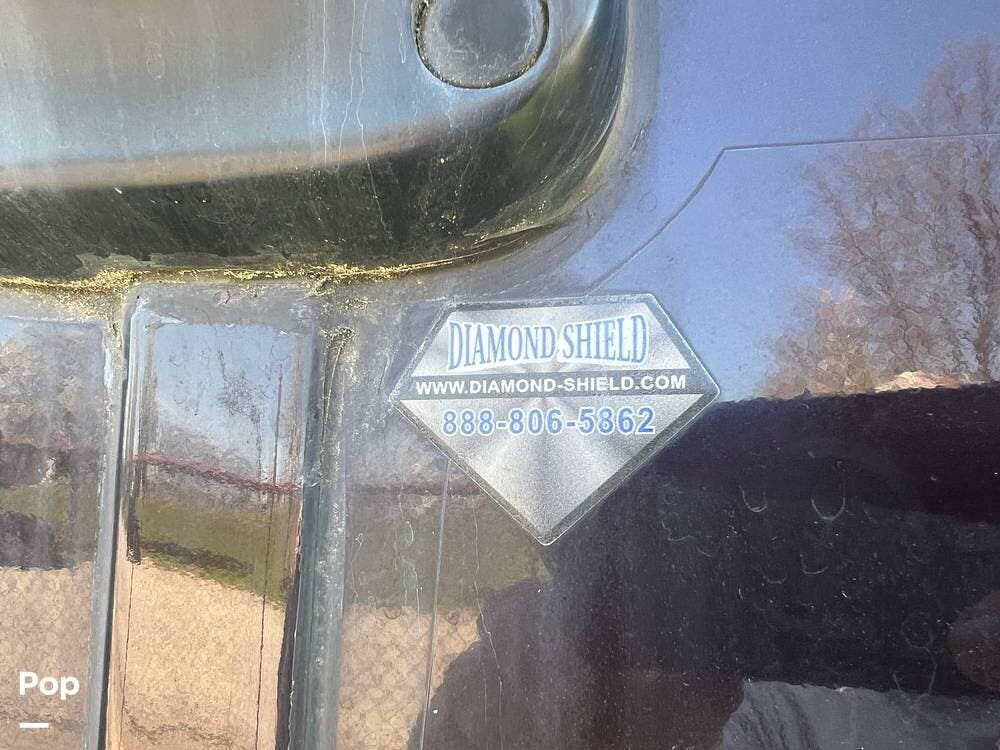 DIAMOND SHIELD
WWW.DIAMOND-SHIELD.COM
888-806-5862
Pop